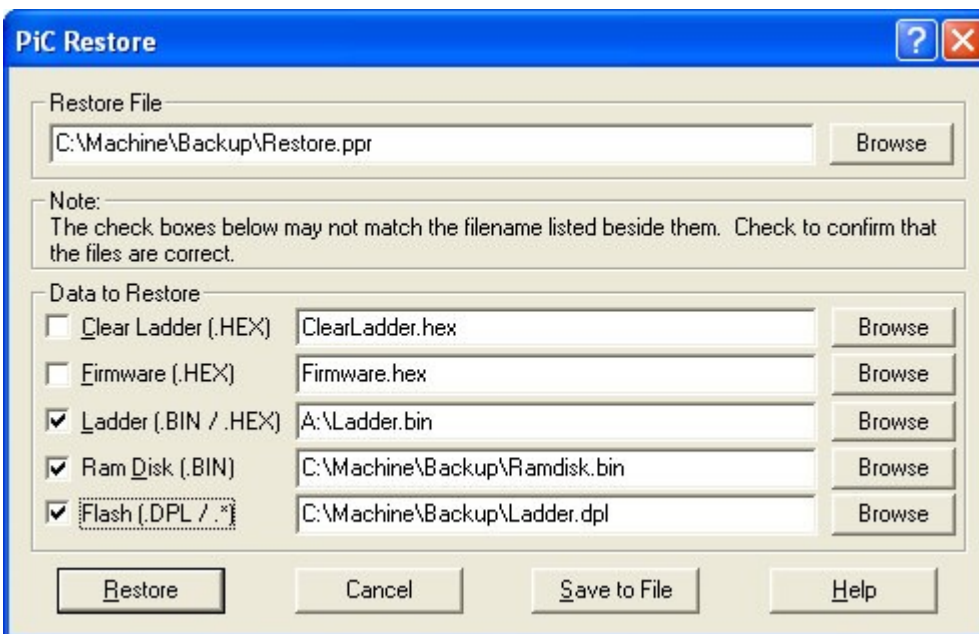 PiC Restore
Restore File
C:\Machine\Backup\Restore.ppr
Browse
Note:
The check boxes below may not match the filename listed beside them.  Check to confirm that
the files are correct.
Data to Restore
Clear Ladder (.HEX) ClearLadder.hex Browse
Firmware (.HEX) Firmware.hex Browse
Ladder (.BIN / .HEX) A:\Ladder.bin Browse
Ram Disk (.BIN) C:\Machine\Backup\Ramdisk.bin Browse
Flash (.DPL / .*) C:\Machine\Backup\Ladder.dpl Browse
Restore Cancel Save to File Help